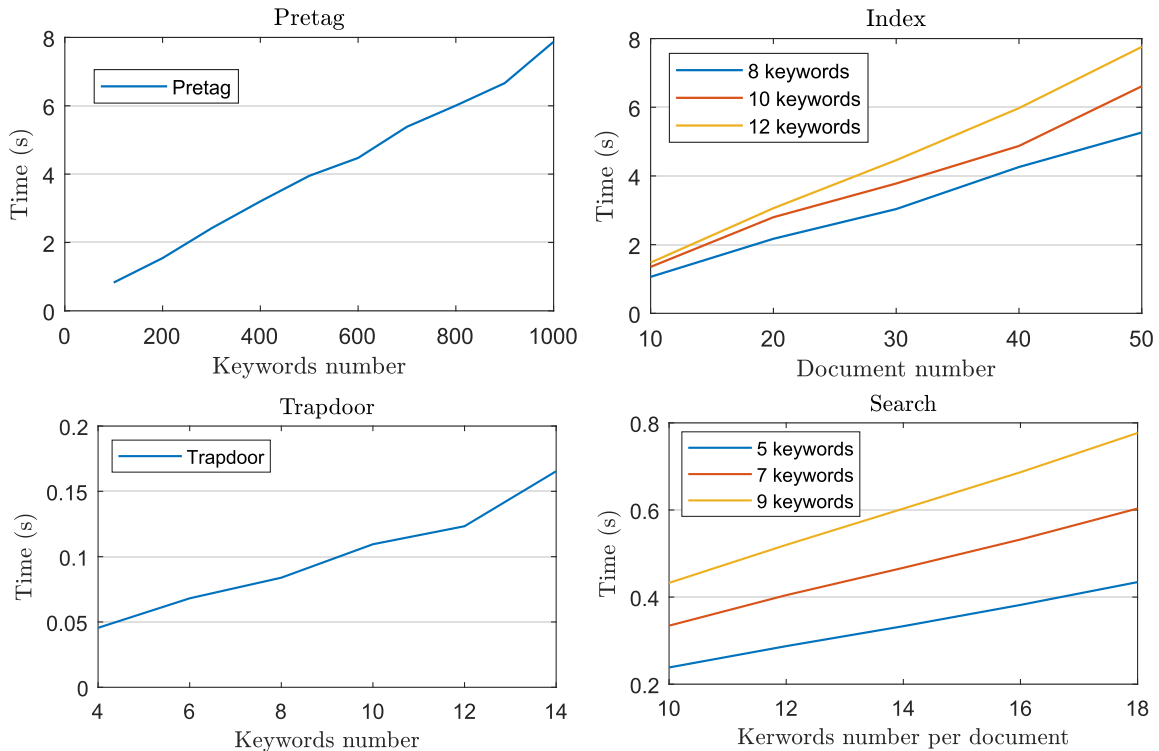 Pretag
8
6
4
2
0
Time (s)
Pretag
0 200 400 600 800 1000
Keywords number
Index
8
6
4
2
0
Time (s)
8 keywords
10 keywords
12 keywords
10 20 30 40 50
Document number
Trapdoor
0.2
0.15
0.1
0.05
0
Time (s)
Trapdoor
4 6 8 10 12 14
Keywords number
Search
0.8
0.6
0.4
0.2
Time (s)
5 keywords
7 keywords
9 keywords
10 12 14 16 18
Kerwords number per document